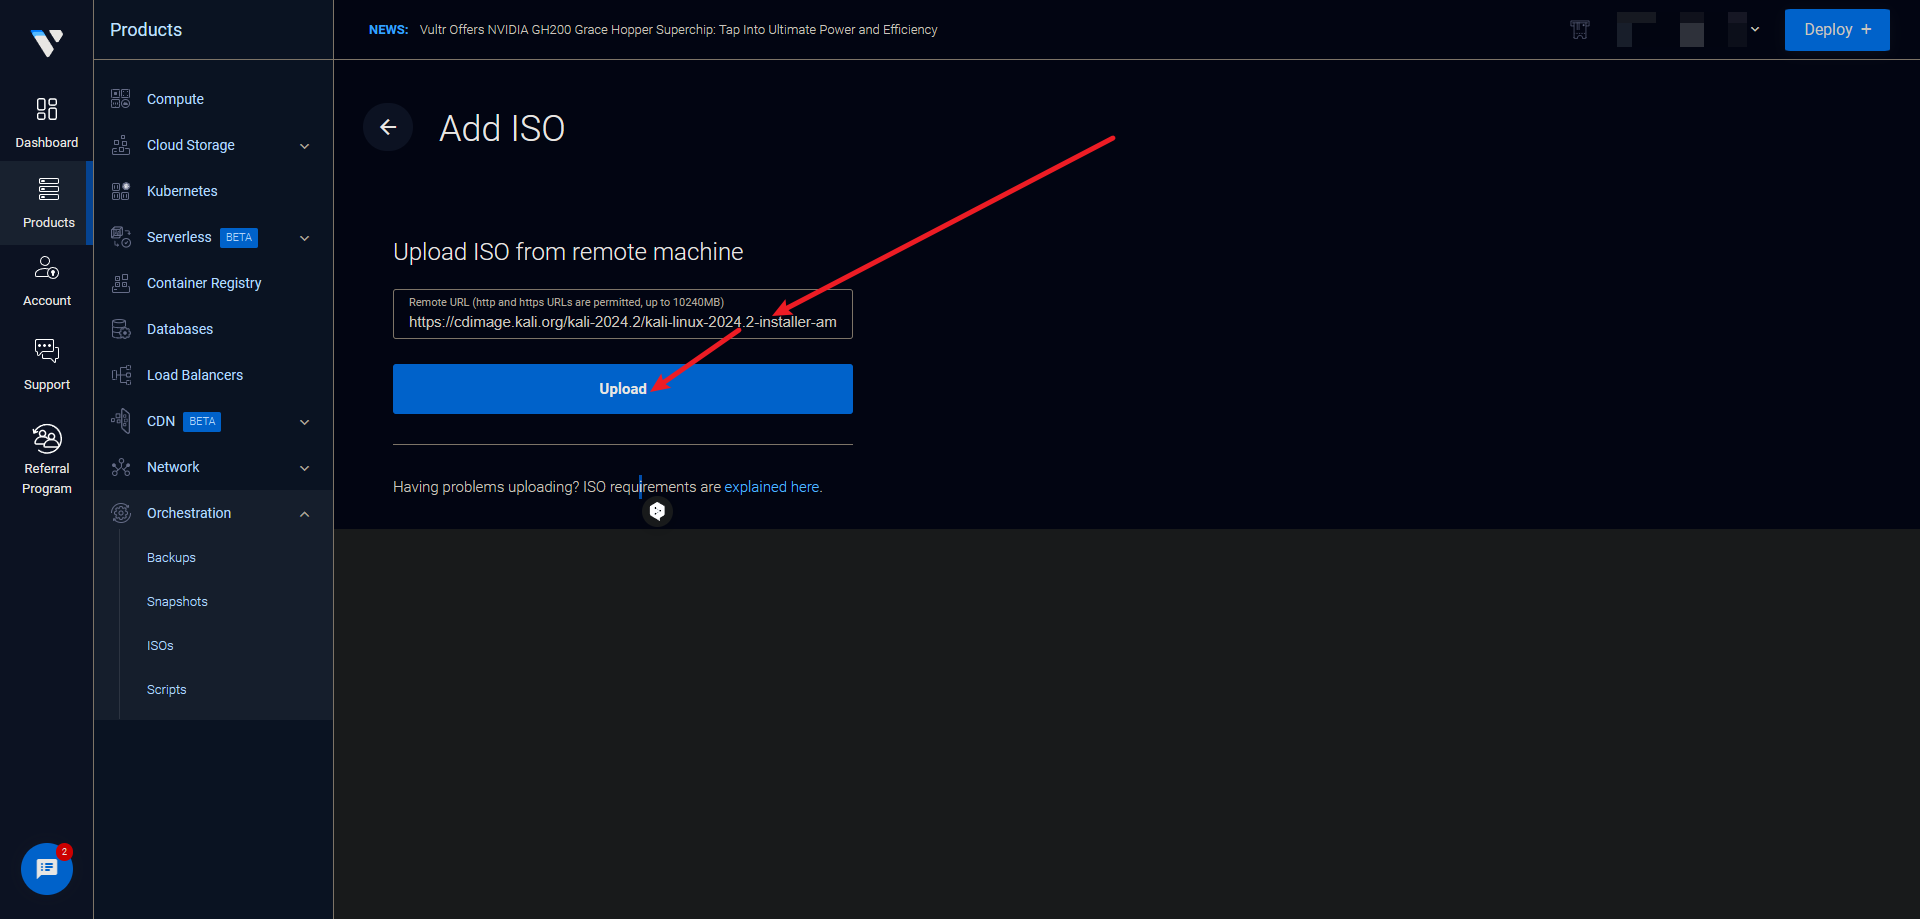 Products
NEWS: Vultr Offers NVIDIA GH200 Grace Hopper Superchip: Tap Into Ultimate Power and Efficiency
Deploy +
Dashboard
Products
Account
Support
Referral
Program
2
Compute
Cloud Storage
Kubernetes
Serverless BETA
Container Registry
Databases
Load Balancers
CDN BETA
Network
Orchestration
Backups
Snapshots
ISOs
Scripts
Add ISO
Upload ISO from remote machine
Remote URL (http and https URLs are permitted, up to 10240MB)
https://cdimage.kali.org/kali-2024.2/kali-linux-2024.2-installer-am
Upload
Having problems uploading? ISO requirements are explained here.